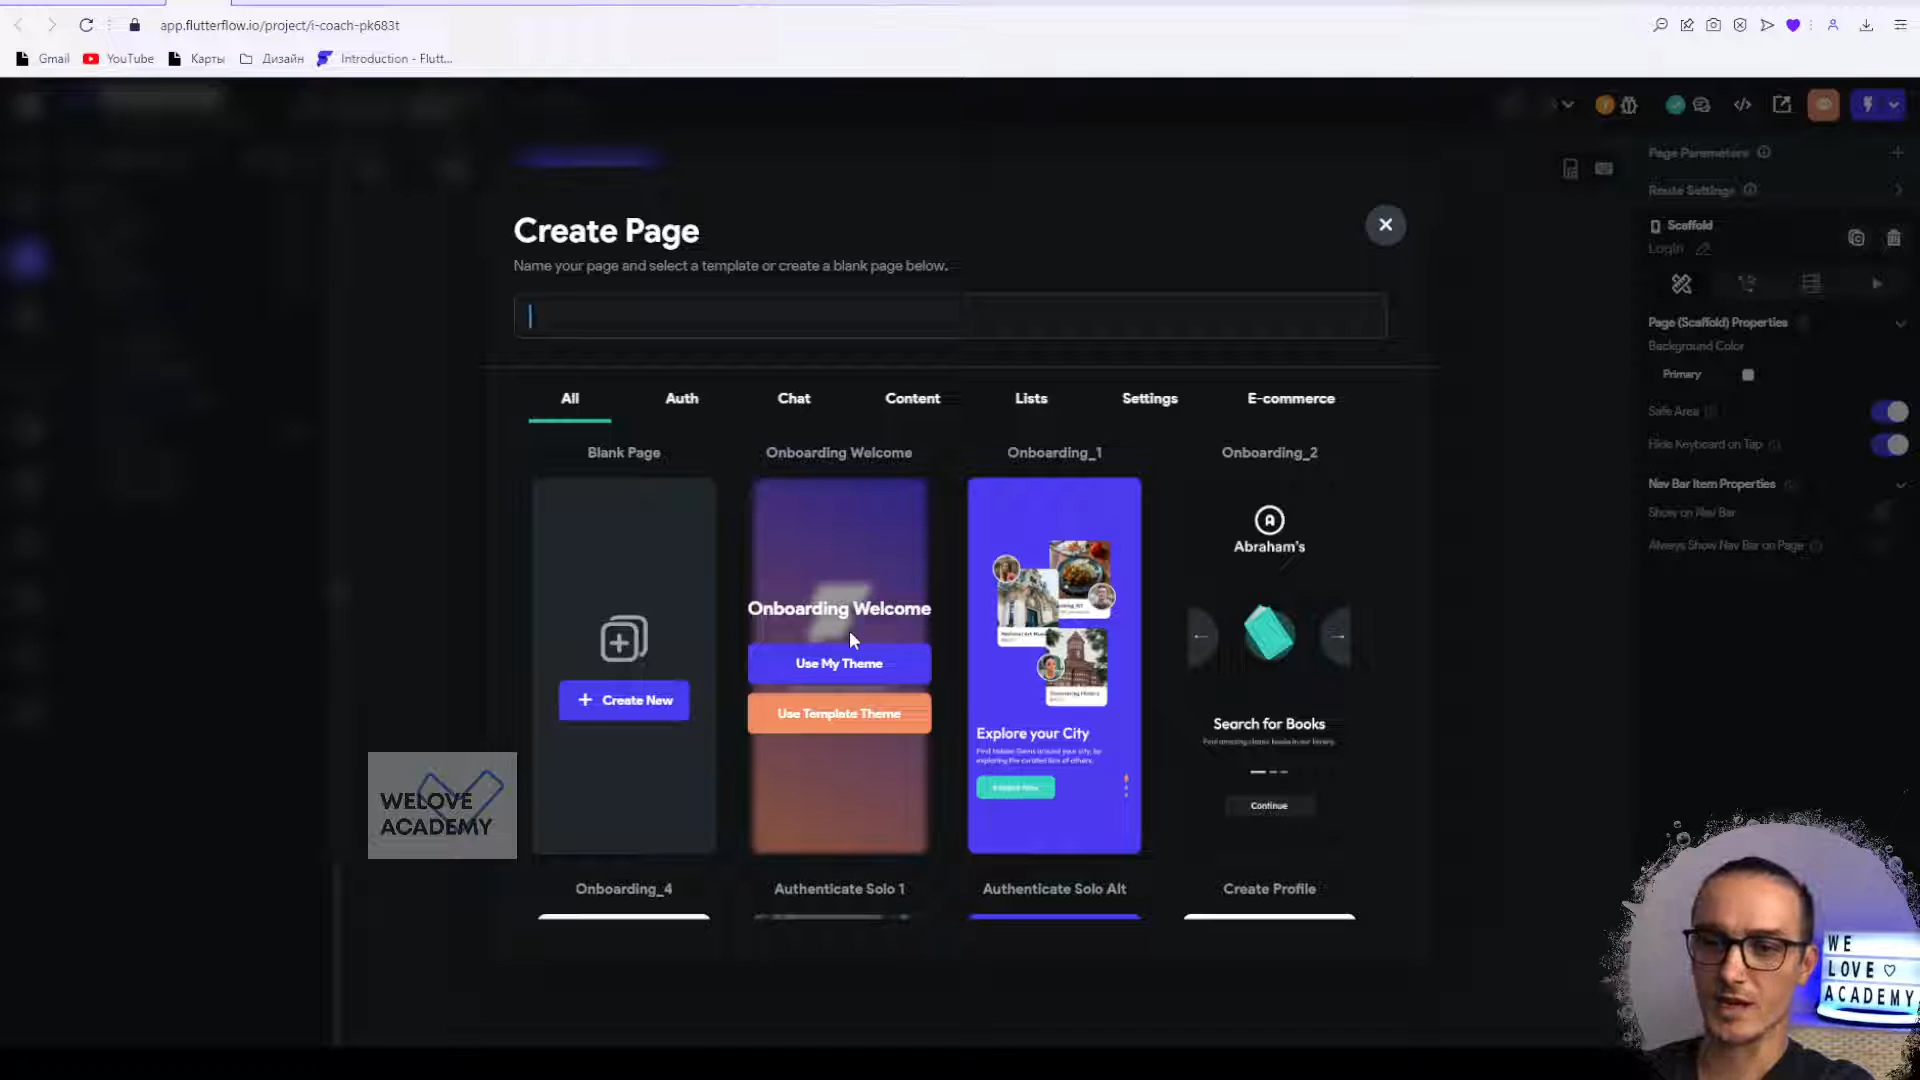 app.flutterflow.io/project/i-coach-pk683t
Gmail
YouTube
Карты
Дизайн
Introduction - Flutt...
Page Parameters
Route Settings
Scaffold
Login
Page (Scaffold) Properties
Background Color
Primary
Safe Area
Hide Keyboard on Tap
Nav Bar Item Properties
Show on Nav Bar
Always Show Nav Bar on Page
Create Page
Name your page and select a template or create a blank page below.
All
Auth
Chat
Content
Lists
Settings
E-commerce
Blank Page
Onboarding Welcome
Onboarding_1
Onboarding_2
Create New
Onboarding Welcome
Use My Theme
Use Template Theme
Explore your City
A
Abraham's
Search for Books
Continue
Onboarding_4
Authenticate Solo 1
Authenticate Solo Alt
Create Profile
WELOVE
ACADEMY
WE
LOVE ♡
ACADEMY